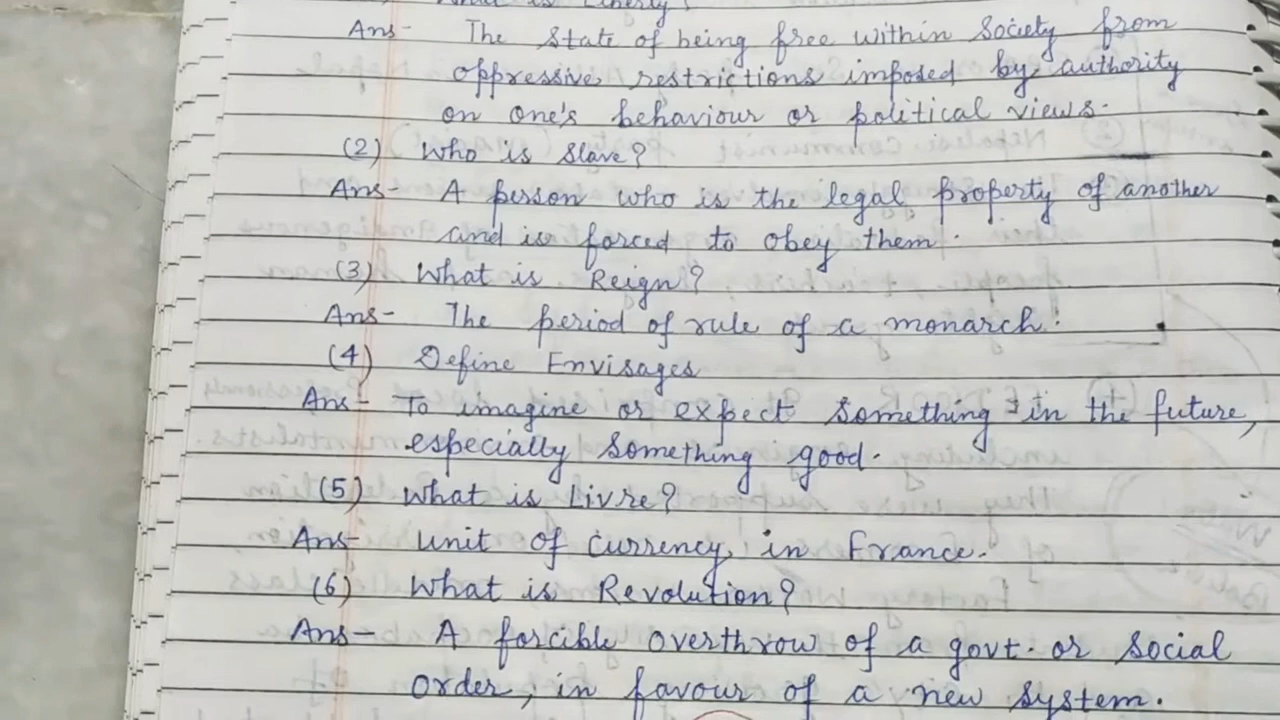 What is Liberty?
Ans- The State of being free within Society from
oppressive restrictions imposed by authority
on one's behaviour or political views.
(2) Who is Slave?
Ans- A person who is the legal property of another
and is forced to obey them.
(3) What is Reign?
Ans- The period of rule of a monarch.
(4) Define Envisages
Ans- To imagine or expect something in the future,
especially something good.
(5) What is Livre?
Ans- Unit of currency in France.
(6) What is Revolution?
Ans- A forcible overthrow of a govt. or Social
Order, in favour of a new system.